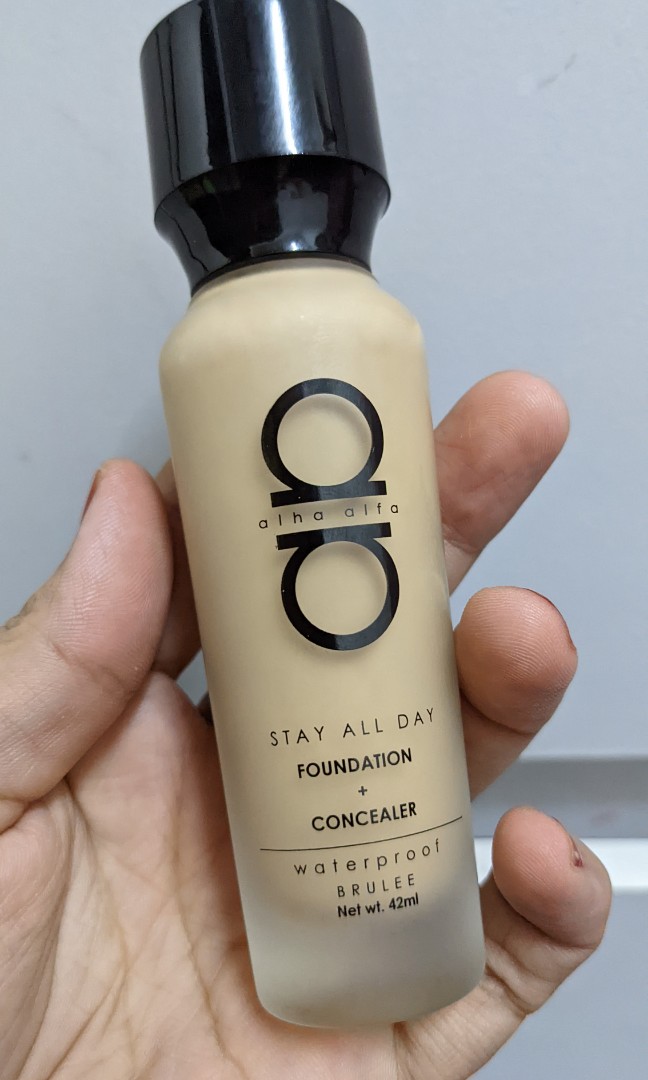 alha alfa
STAY ALL DAY
FOUNDATION
+
CONCEALER
waterproof
BRULEE
Net wt. 42ml